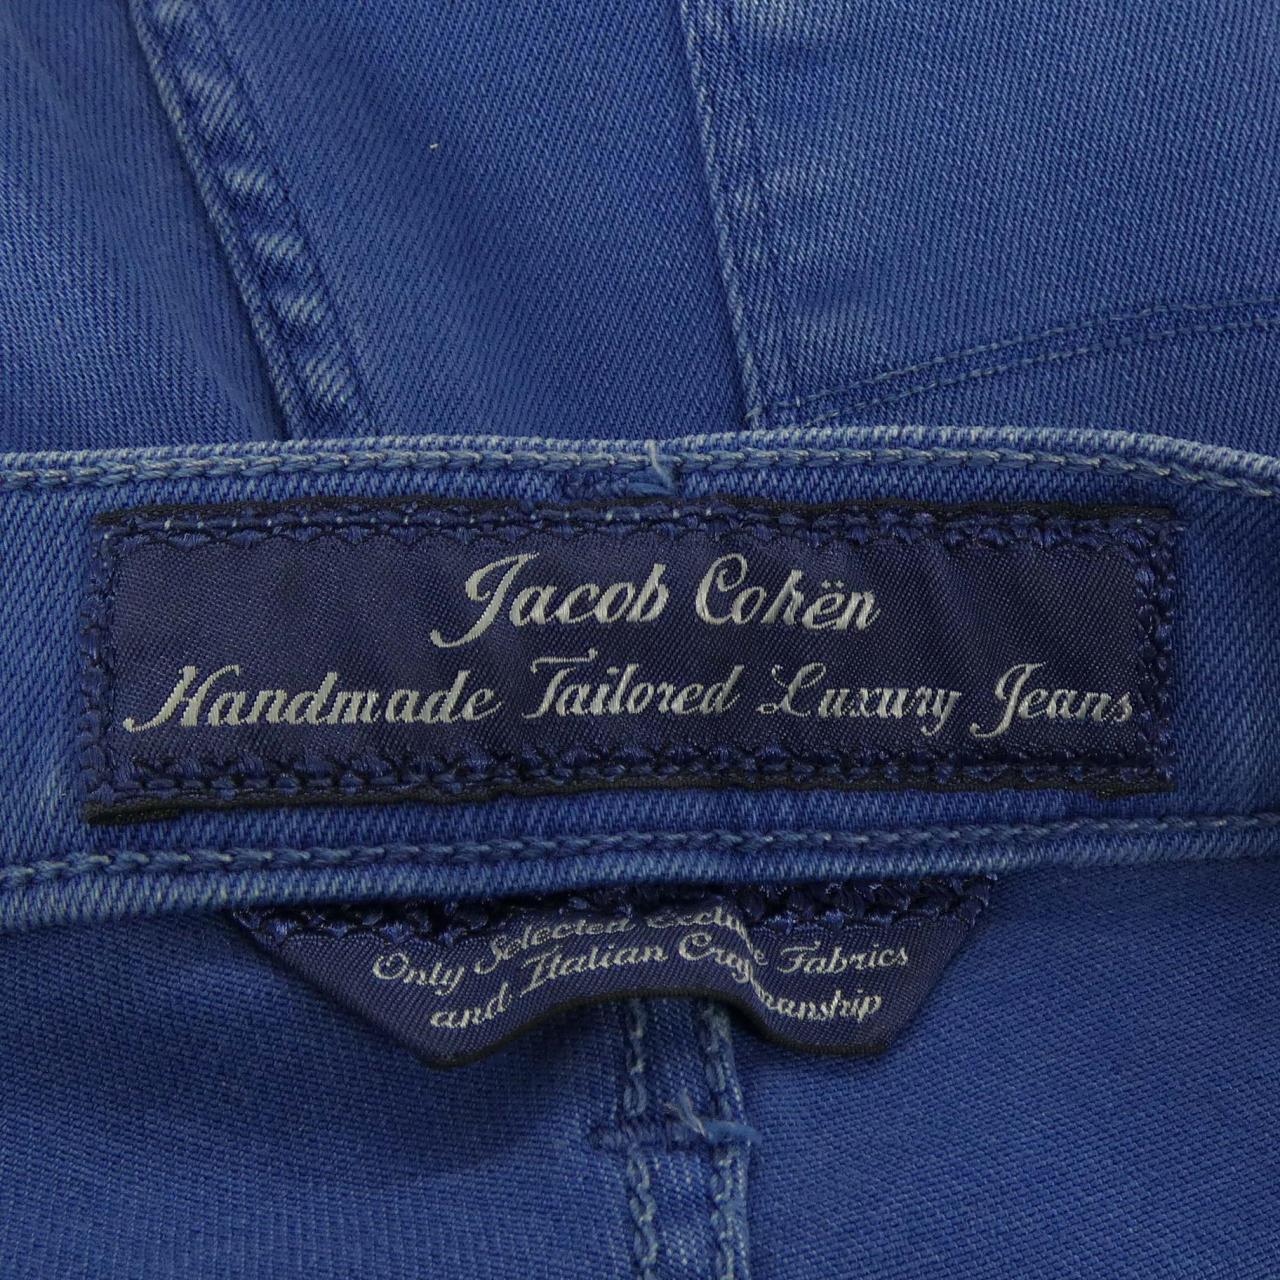 Jacob Cohën
Handmade Tailored Luxury Jeans
Only Selected Fabrics
and Italian